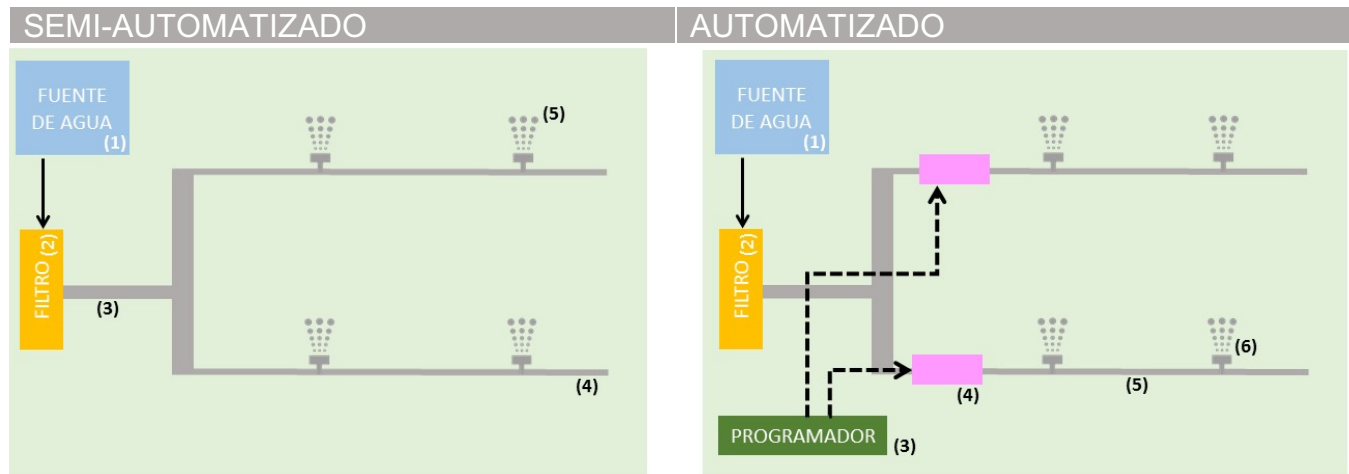 SEMI-AUTOMATIZADO
FUENTE
DE AGUA
(1)
FILTRO (2)
(3)
(4)
(5)
AUTOMATIZADO
FUENTE
DE AGUA
(1)
FILTRO (2)
PROGRAMADOR (3)
(4)
(5)
(6)